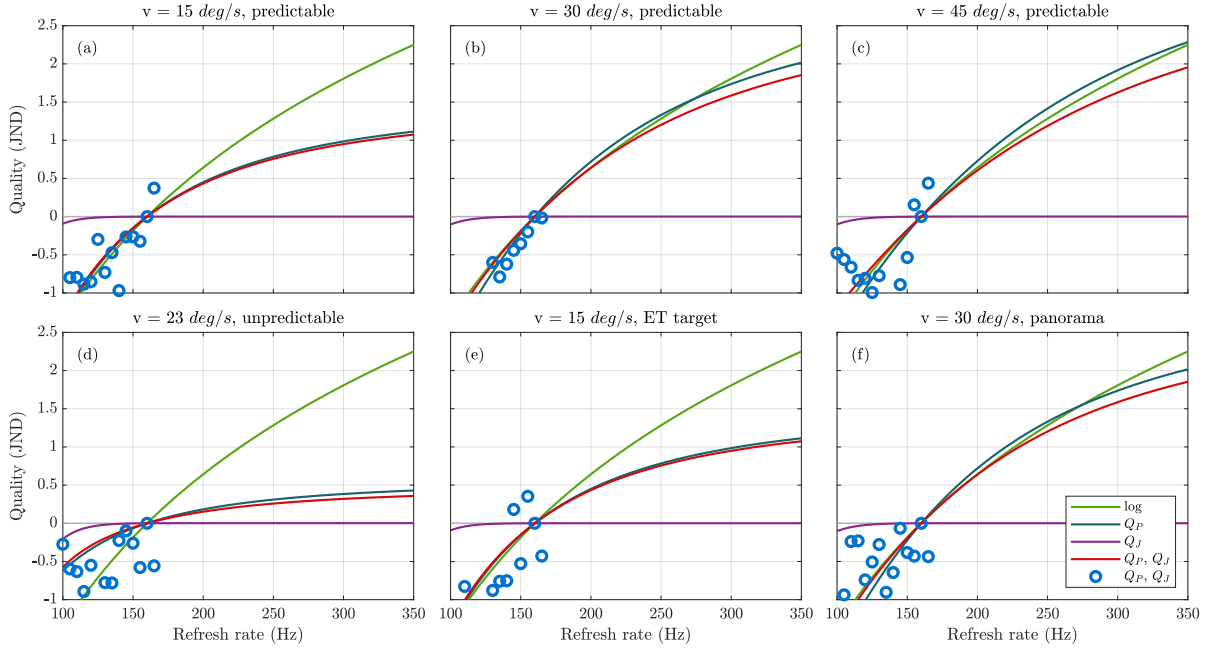 v = 15 deg/s, predictable
v = 30 deg/s, predictable
v = 45 deg/s, predictable
2.5
2
1.5
1
0.5
0
-0.5
-1
Quality (JND)
(a)
(b)
(c)
v = 23 deg/s, unpredictable
v = 15 deg/s, ET target
v = 30 deg/s, panorama
2.5
2
1.5
1
0.5
0
-0.5
-1
Quality (JND)
(d)
(e)
(f)
log
Q_P
Q_J
Q_P, Q_J
Q_P, Q_J
100 150 200 250 300 350
100 150 200 250 300 350
100 150 200 250 300 350
Refresh rate (Hz)
Refresh rate (Hz)
Refresh rate (Hz)